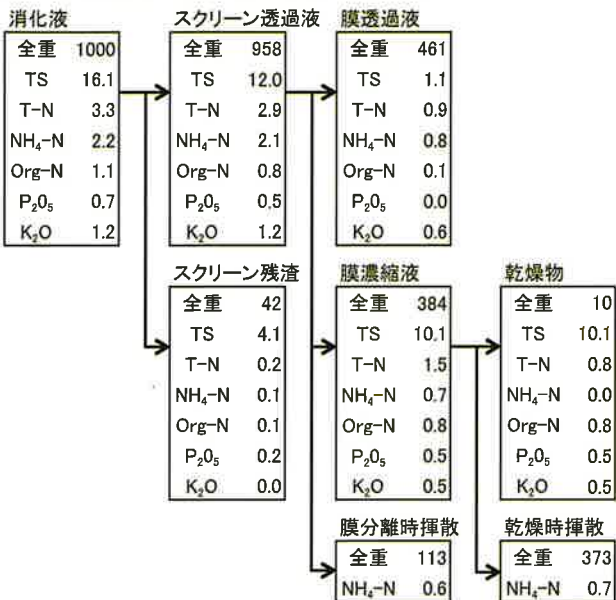 消化液
全重 1000
TS 16.1
T-N 3.3
NH₄-N 2.2
Org-N 1.1
P₂O₅ 0.7
K₂O 1.2
スクリーン透過液
全重 958
TS 12.0
T-N 2.9
NH₄-N 2.1
Org-N 0.8
P₂O₅ 0.5
K₂O 1.2
膜透過液
全重 461
TS 1.1
T-N 0.9
NH₄-N 0.8
Org-N 0.1
P₂O₅ 0.0
K₂O 0.6
スクリーン残渣
全重 42
TS 4.1
T-N 0.2
NH₄-N 0.1
Org-N 0.1
P₂O₅ 0.2
K₂O 0.0
膜濃縮液
全重 384
TS 10.1
T-N 1.5
NH₄-N 0.7
Org-N 0.8
P₂O₅ 0.5
K₂O 0.5
乾燥物
全重 10
TS 10.1
T-N 0.8
NH₄-N 0.0
Org-N 0.8
P₂O₅ 0.5
K₂O 0.5
膜分離時揮散
全重 113
NH₄-N 0.6
乾燥時揮散
全重 373
NH₄-N 0.7